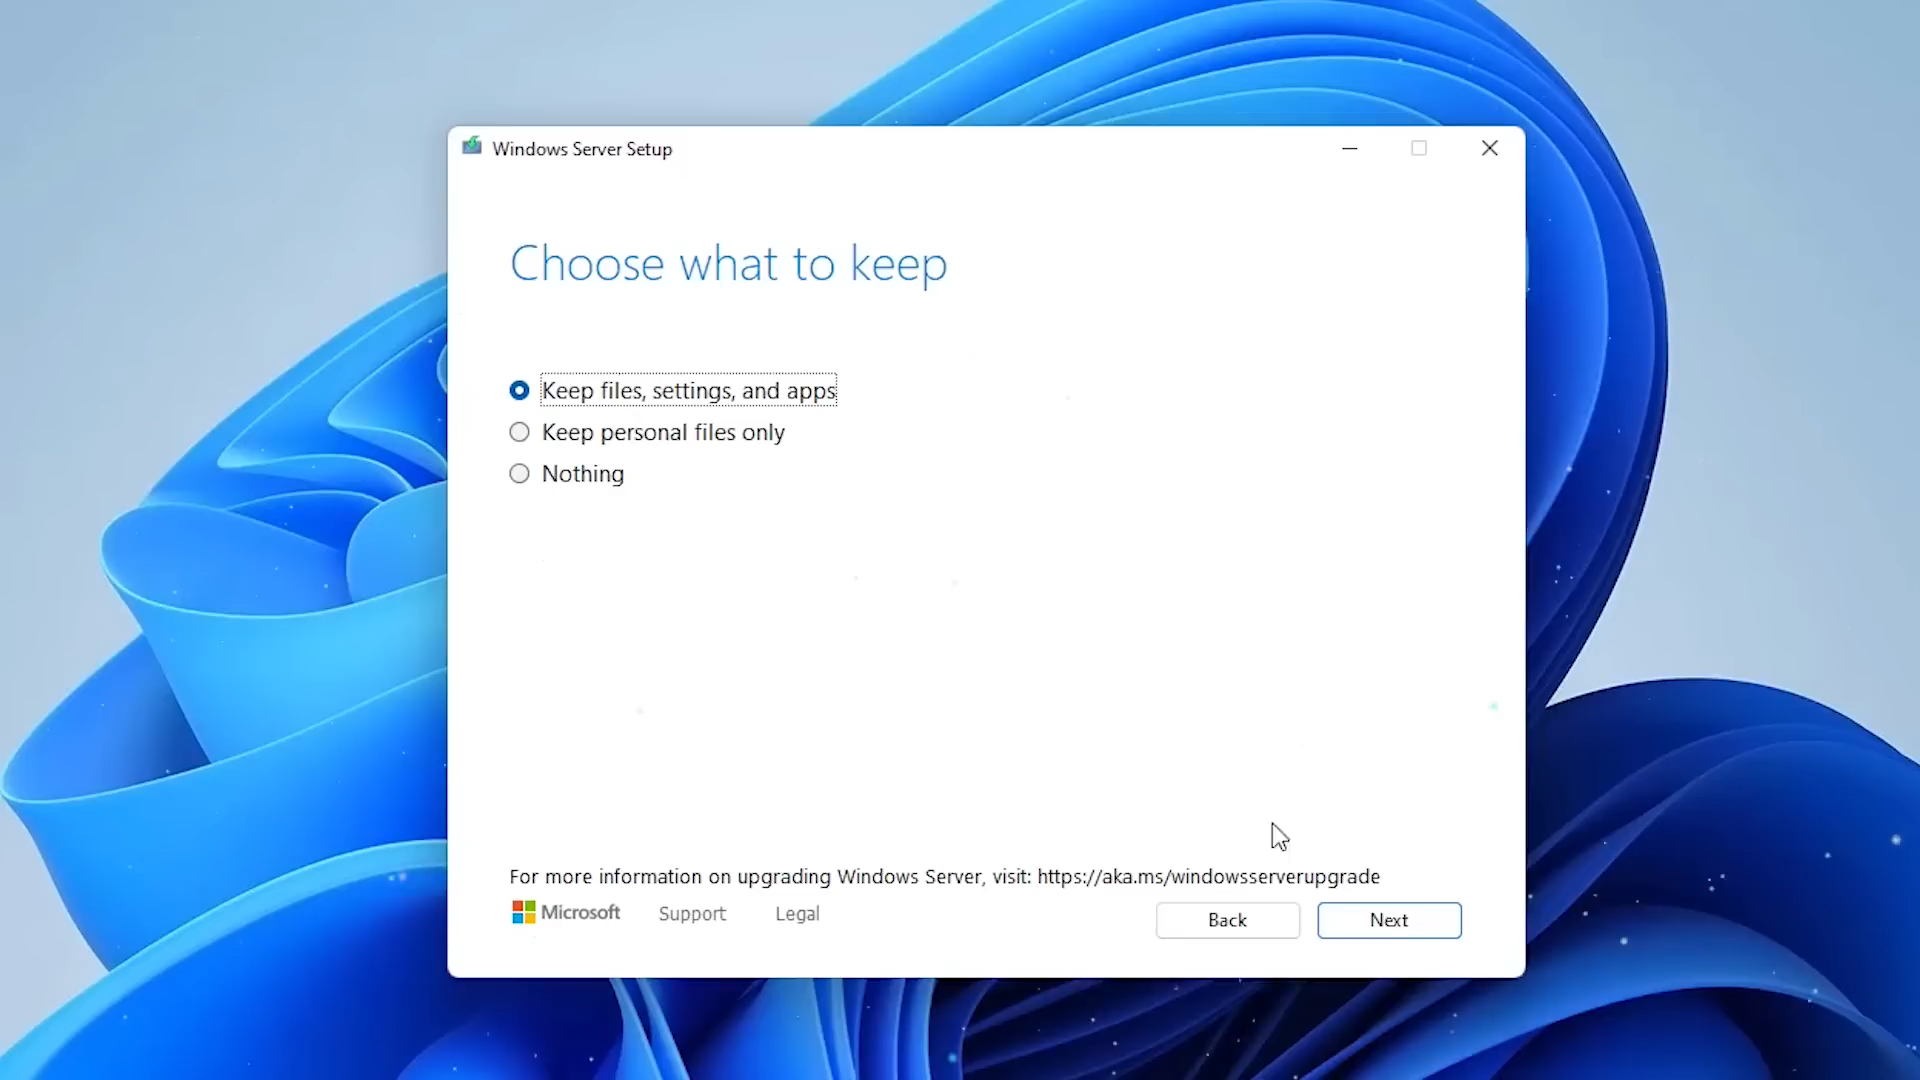 Windows Server Setup
Choose what to keep
Keep files, settings, and apps
Keep personal files only
Nothing
For more information on upgrading Windows Server, visit: https://aka.ms/windowsserverupgrade
Microsoft Support Legal
Back Next